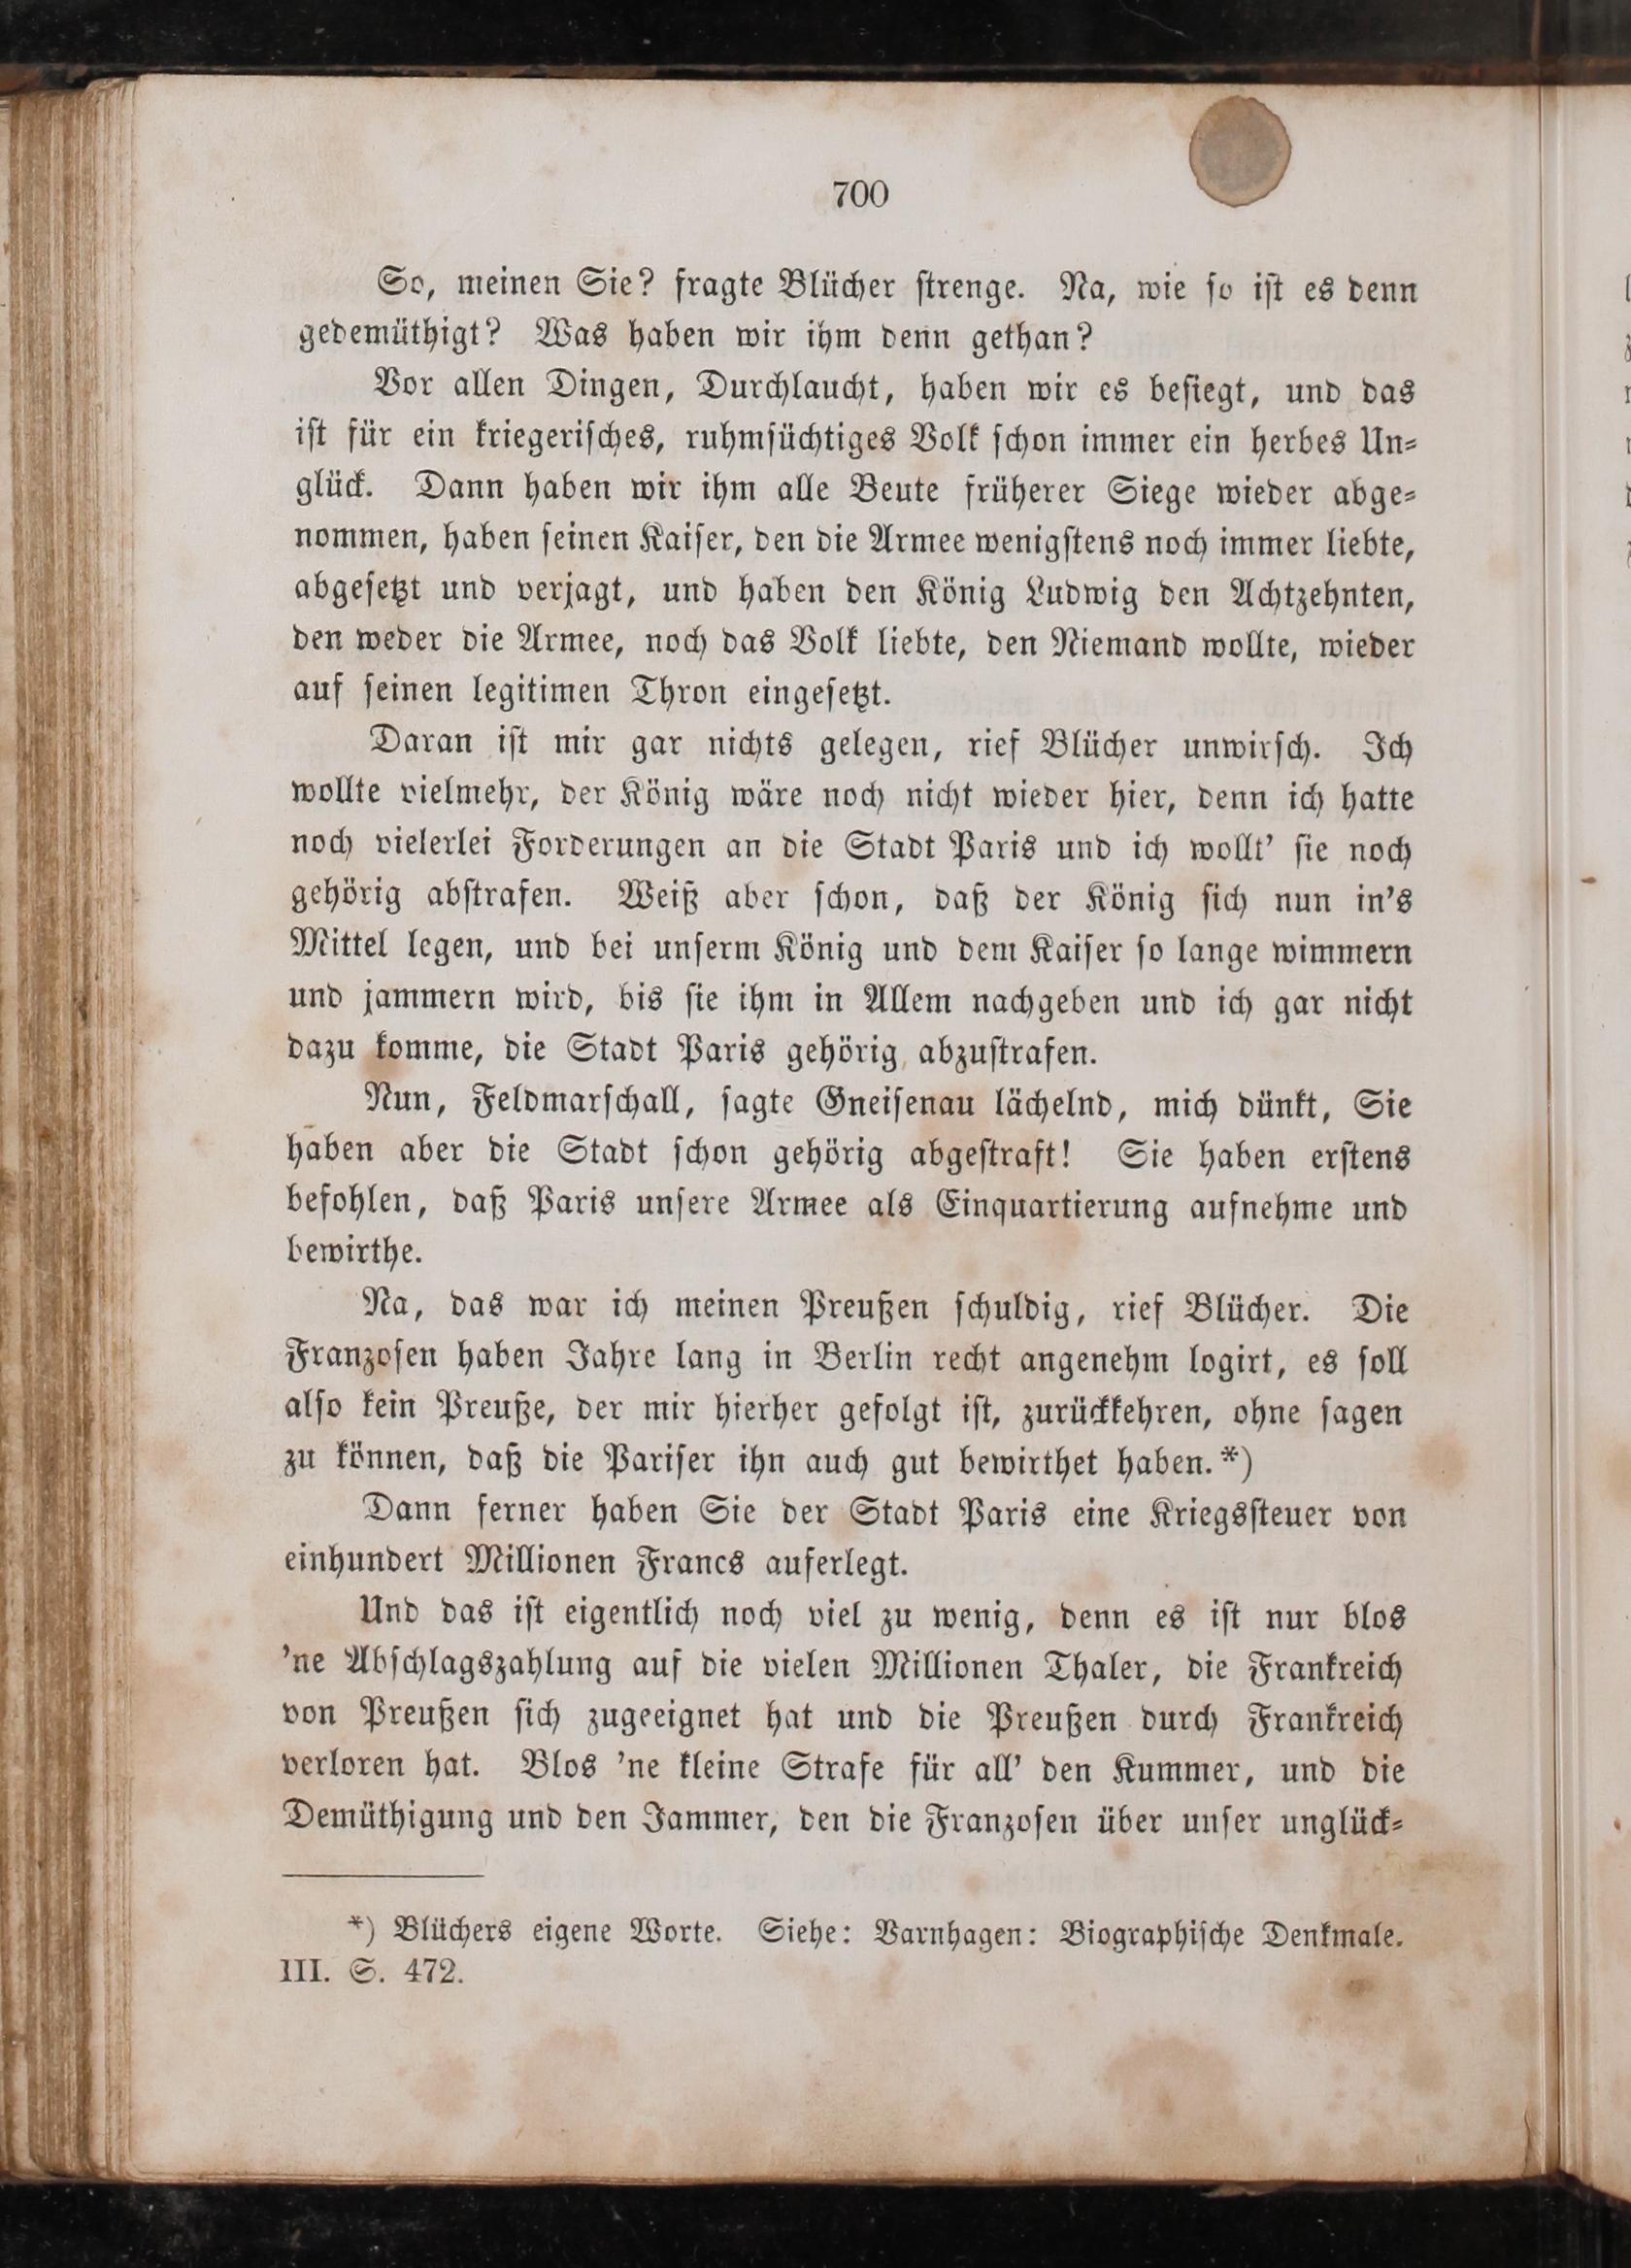 700
So, meinen Sie? fragte Blücher strenge. Na, wie so ist es denn
gedemüthigt? Was haben wir ihm denn gethan?
Vor allen Dingen, Durchlaucht, haben wir es besiegt, und das
ist für ein kriegerisches, ruhmsüchtiges Volk schon immer ein herbes Un-
glück. Dann haben wir ihm alle Beute früherer Siege wieder abge-
nommen, haben seinen Kaiser, den die Armee wenigstens noch immer liebte,
abgesetzt und verjagt, und haben den König Ludwig den Achtzehnten,
den weder die Armee, noch das Volk liebte, den Niemand wollte, wieder
auf seinen legitimen Thron eingesetzt.
Daran ist mir gar nichts gelegen, rief Blücher unwirsch. Ich
wollte vielmehr, der König wäre noch nicht wieder hier, denn ich hatte
noch vielerlei Forderungen an die Stadt Paris und ich wollt' sie noch
gehörig abstrafen. Weiß aber schon, daß der König sich nun in's
Mittel legen, und bei unserm König und dem Kaiser so lange wimmern
und jammern wird, bis sie ihm in Allem nachgeben und ich gar nicht
dazu komme, die Stadt Paris gehörig abzustrafen.
Nun, Feldmarschall, sagte Gneisenau lächelnd, mich dünkt, Sie
haben aber die Stadt schon gehörig abgestraft! Sie haben erstens
befohlen, daß Paris unsere Armee als Einquartierung aufnehme und
bewirthe.
Na, das war ich meinen Preußen schuldig, rief Blücher. Die
Franzosen haben Jahre lang in Berlin recht angenehm logirt, es soll
also kein Preuße, der mir hierher gefolgt ist, zurückkehren, ohne sagen
zu können, daß die Pariser ihn auch gut bewirthet haben.*)
Dann ferner haben Sie der Stadt Paris eine Kriegssteuer von
einhundert Millionen Francs auferlegt.
Und das ist eigentlich noch viel zu wenig, denn es ist nur blos
'ne Abschlagszahlung auf die vielen Millionen Thaler, die Frankreich
von Preußen sich zugeeignet hat und die Preußen durch Frankreich
verloren hat. Blos 'ne kleine Strafe für all' den Kummer, und die
Demüthigung und den Jammer, den die Franzosen über unser unglück-
*) Blüchers eigene Worte. Siehe: Varnhagen: Biographische Denkmale.
III. S. 472.